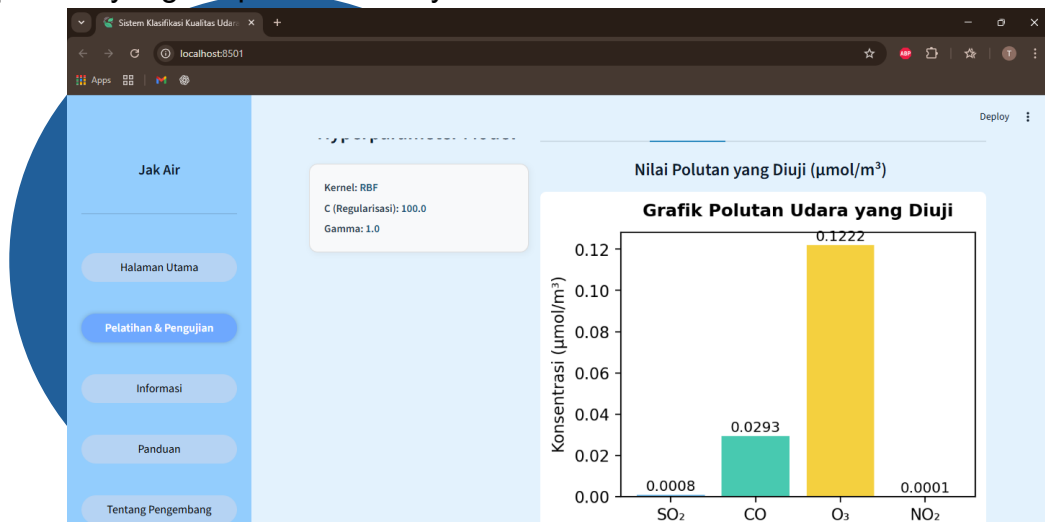 Sistem Klasifikasi Kualitas Udar
localhost:8501
ABP
T
Apps
Deploy
Jak Air
Halaman Utama
Pelatihan & Pengujian
Informasi
Panduan
Tentang Pengembang
Kernel: RBF
C (Regularisasi): 100.0
Gamma: 1.0
Nilai Polutan yang Diuji (μmol/m³)
Grafik Polutan Udara yang Diuji
Konsentrasi (μmol/m³)
0.12
0.10
0.08
0.06
0.04
0.02
0.00
0.0008
0.0293
0.1222
0.0001
SO₂
CO
O₃
NO₂